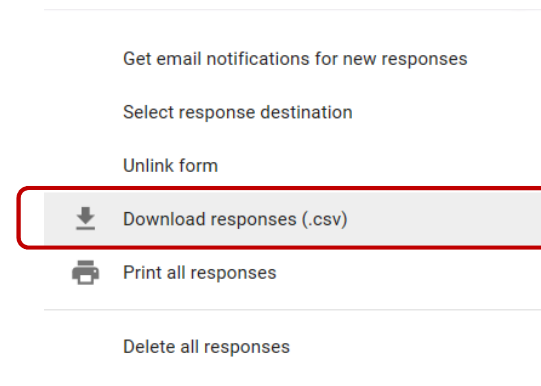 Get email notifications for new responses
Select response destination
Unlink form
Download responses (.csv)
Print all responses
Delete all responses